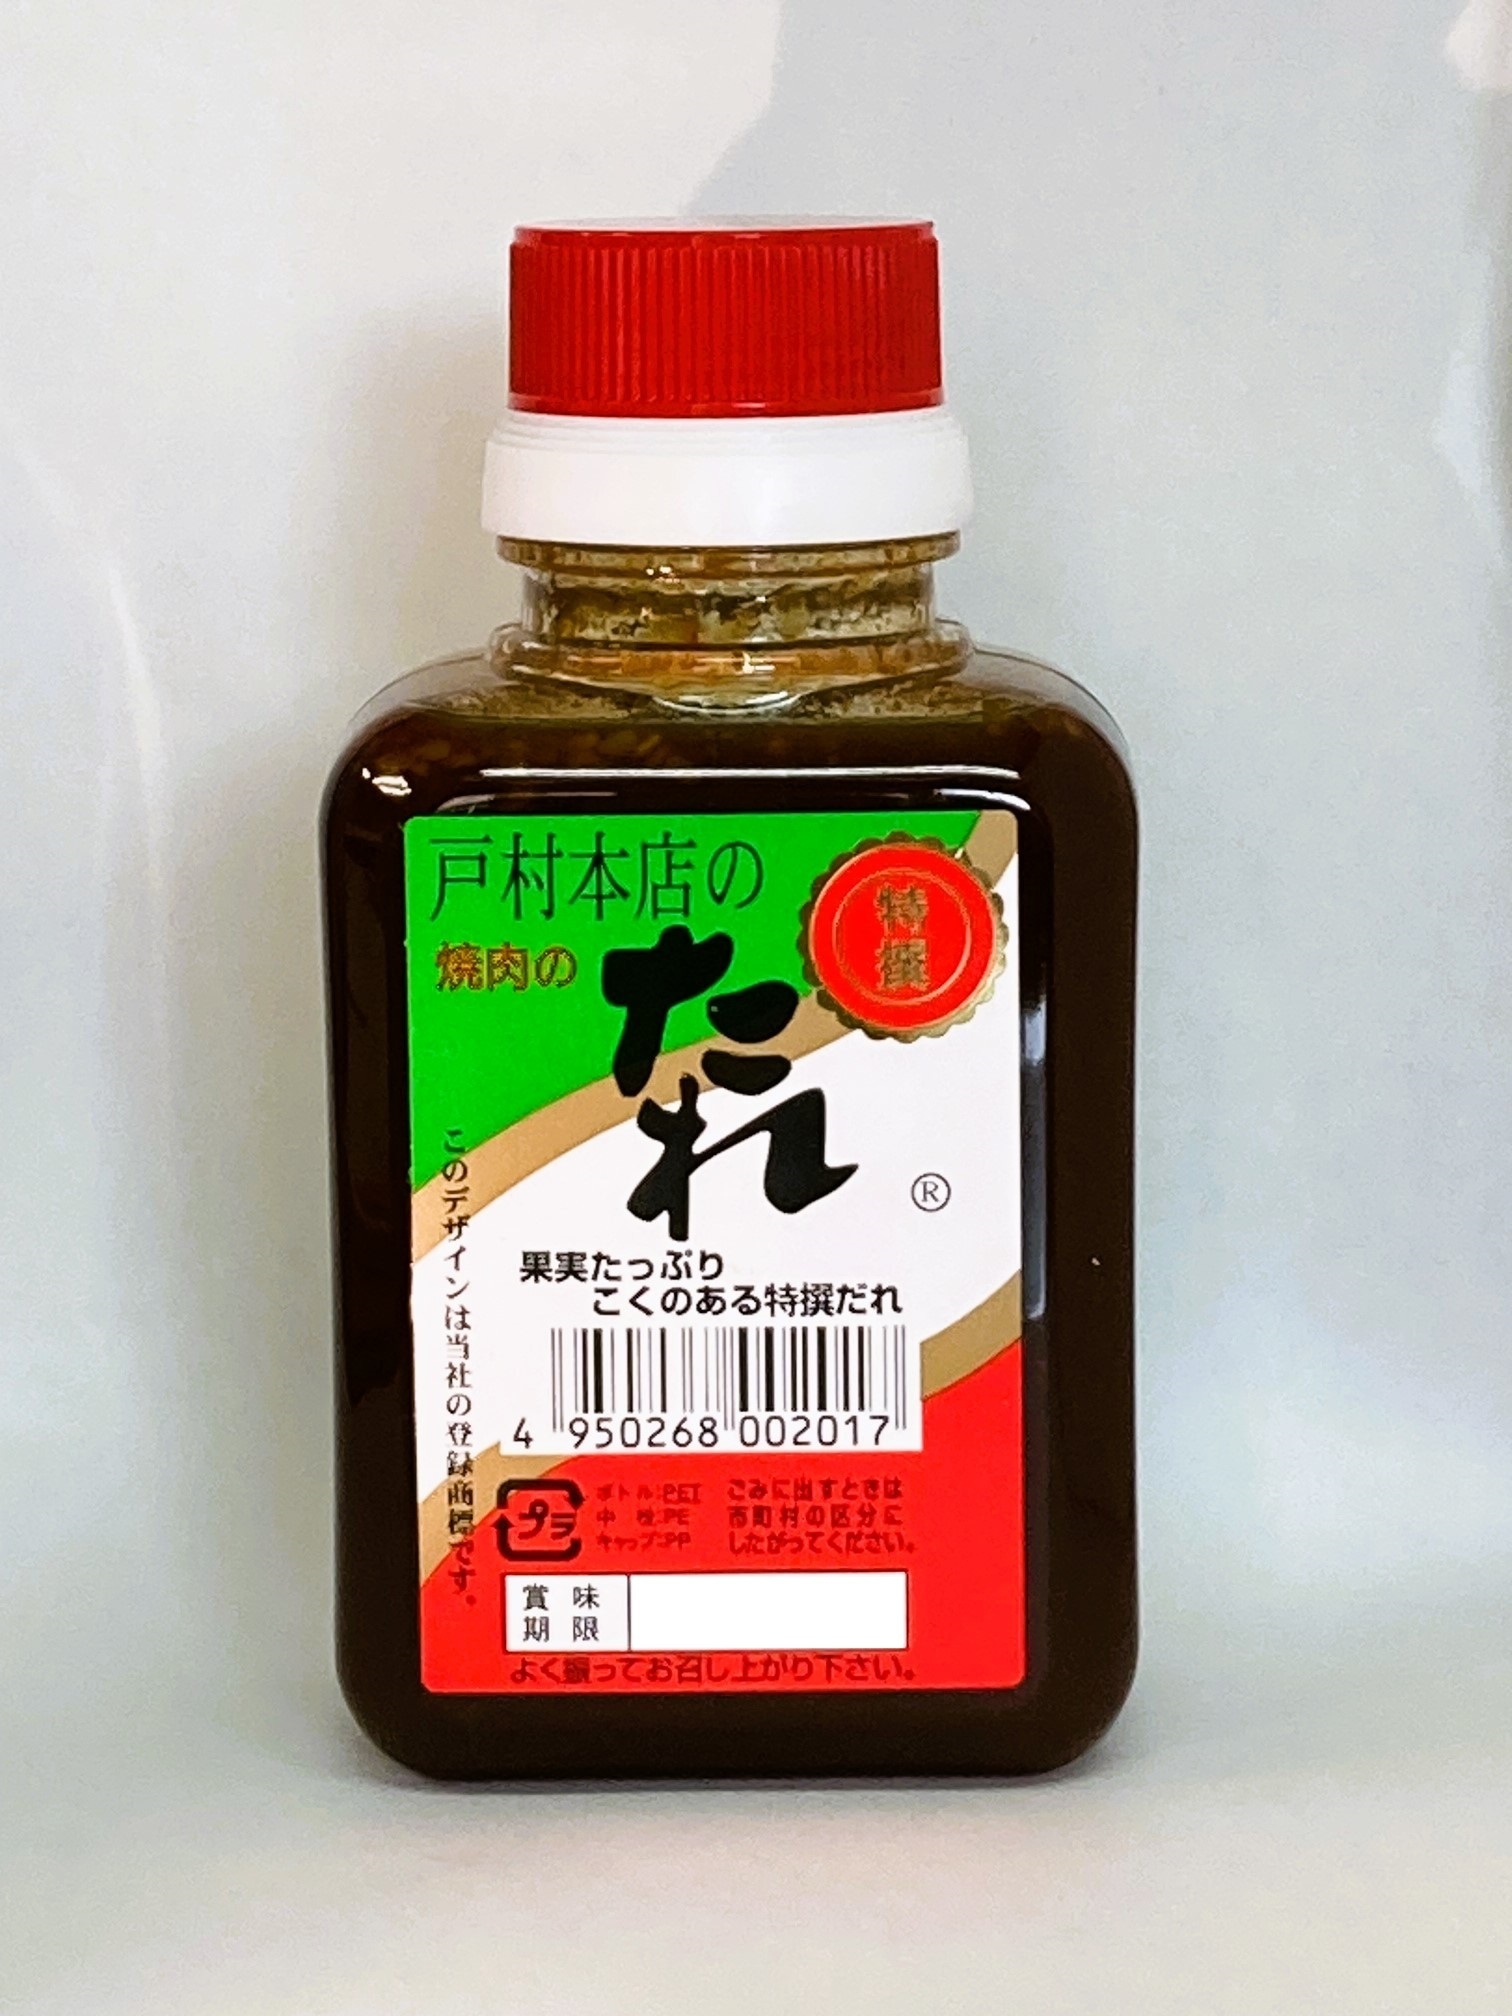 戸村本店の
焼肉の
たれ
特撰
®
このデザインは当社の登録商標です。
果実たっぷり
こくのある特撰だれ
4 950268 002017
プラ
ボトル:PET
中 栓:PE
キャップ:PP
ごみに出すときは
市町村の区分に
したがってください。
賞味
期限
よく振ってお召し上がり下さい。